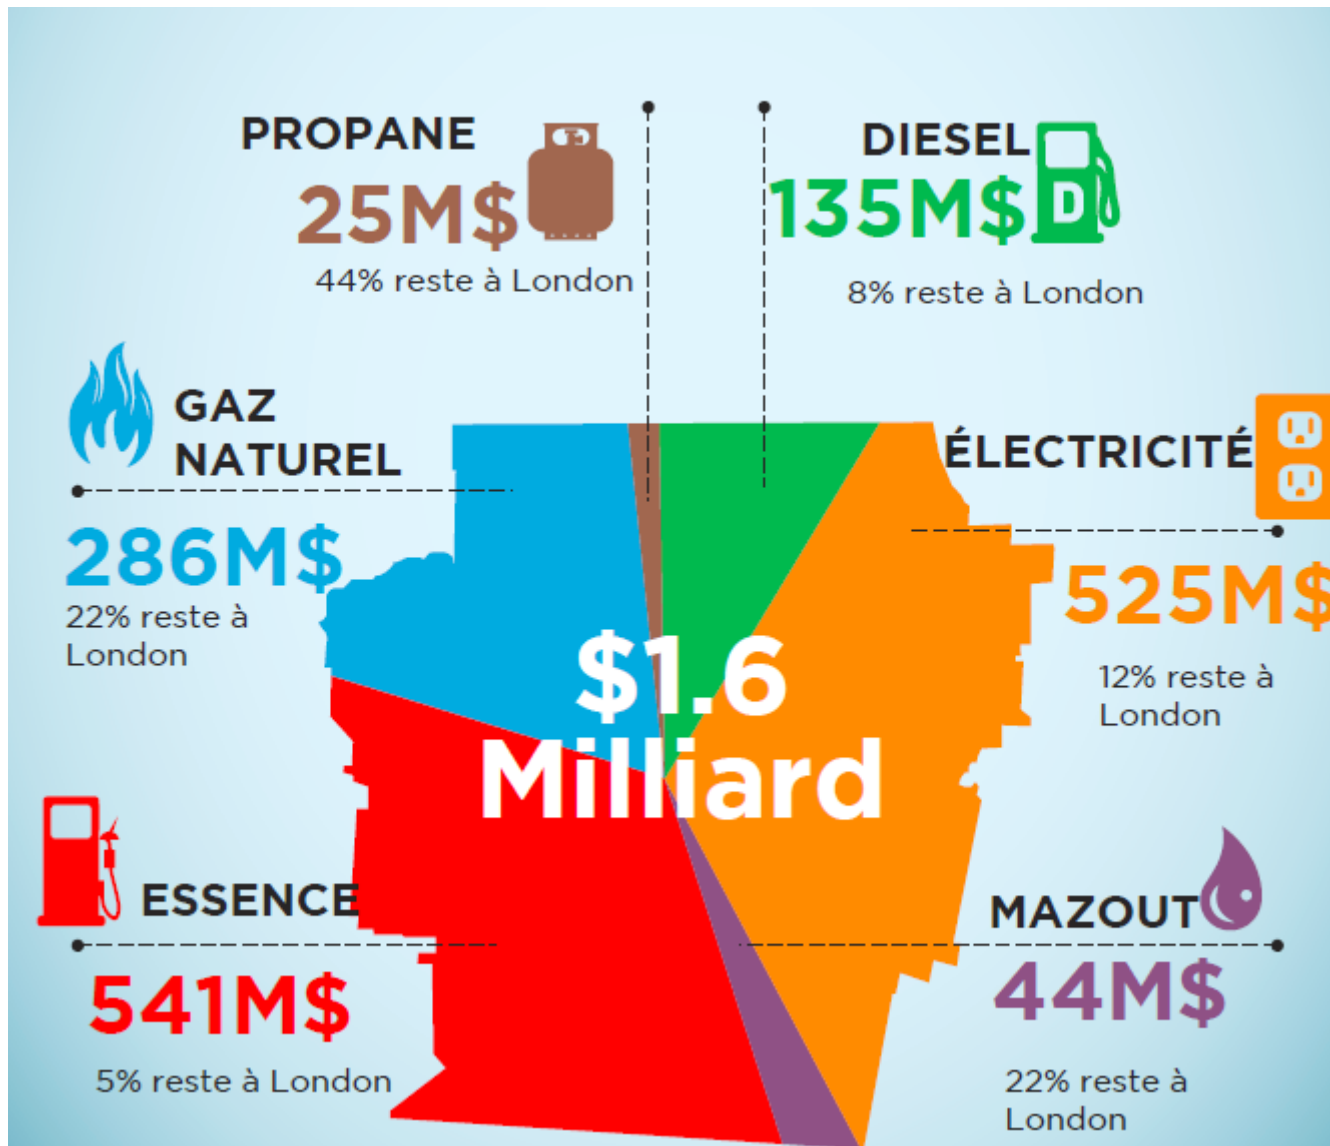 PROPANE
25M$
44% reste à London
DIESEL
135M$
D
8% reste à London
GAZ
NATUREL
286M$
22% reste à
London
ÉLECTRICITÉ
525M$
12% reste à
London
$1.6
Milliard
ESSENCE
541M$
5% reste à London
MAZOUT
44M$
22% reste à
London